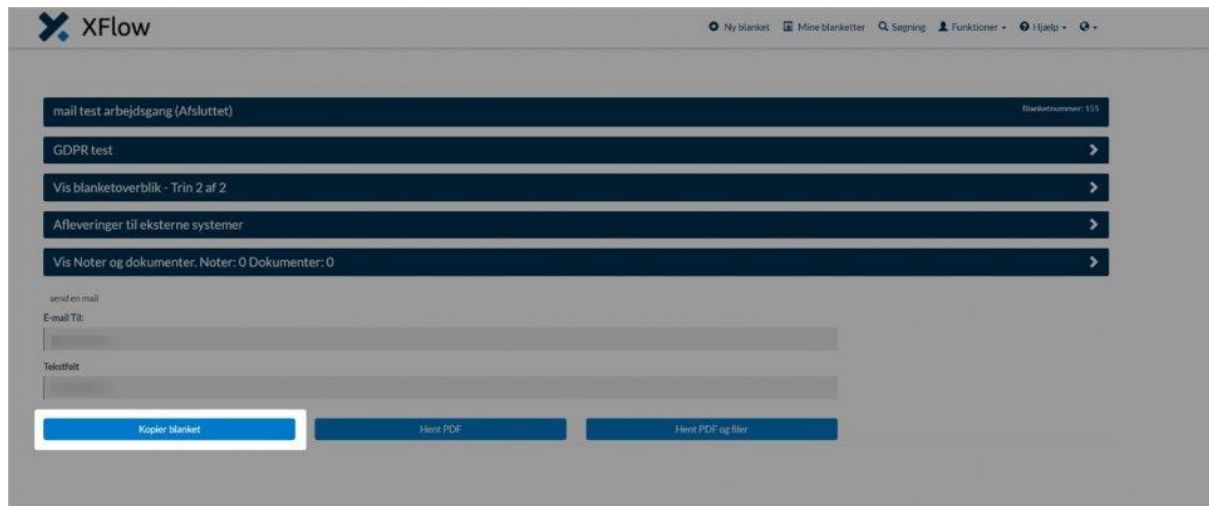 XFlow
Ny blanket Mine blanketter Søgning Funktioner Hjælp
mail test arbejdsgang (Afsluttet) Blanketnummer: 155
GDPR test
Vis blanketoverblik - Trin 2 af 2
Afleveringer til eksterne systemer
Vis Noter og dokumenter. Noter: 0 Dokumenter: 0
send en mail
E-mail Til:
Tekstfelt
Kopier blanket Hent PDF Hent PDF og filer